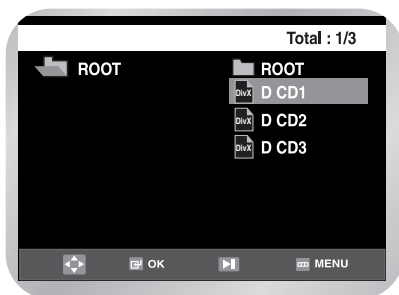 Total : 1/3
ROOT
ROOT
DivX D CD1
DivX D CD2
DivX D CD3
OK MENU